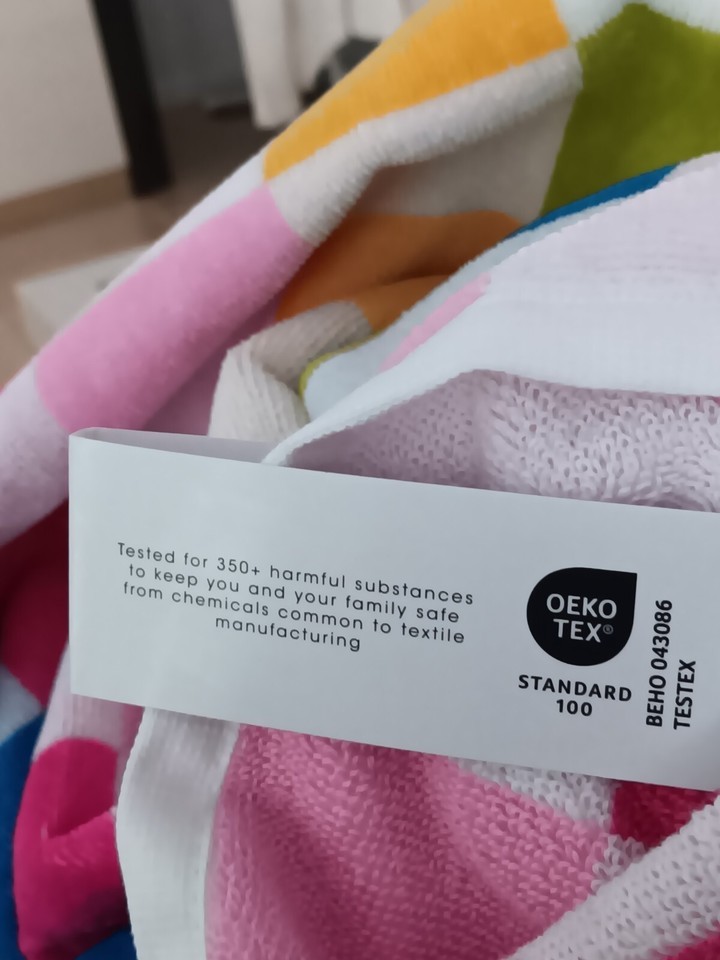 Tested for 350+ harmful substances
to keep you and your family safe
from chemicals common to textile
manufacturing
OEKO
TEX®
STANDARD
100
BEHO 043086
TESTEX